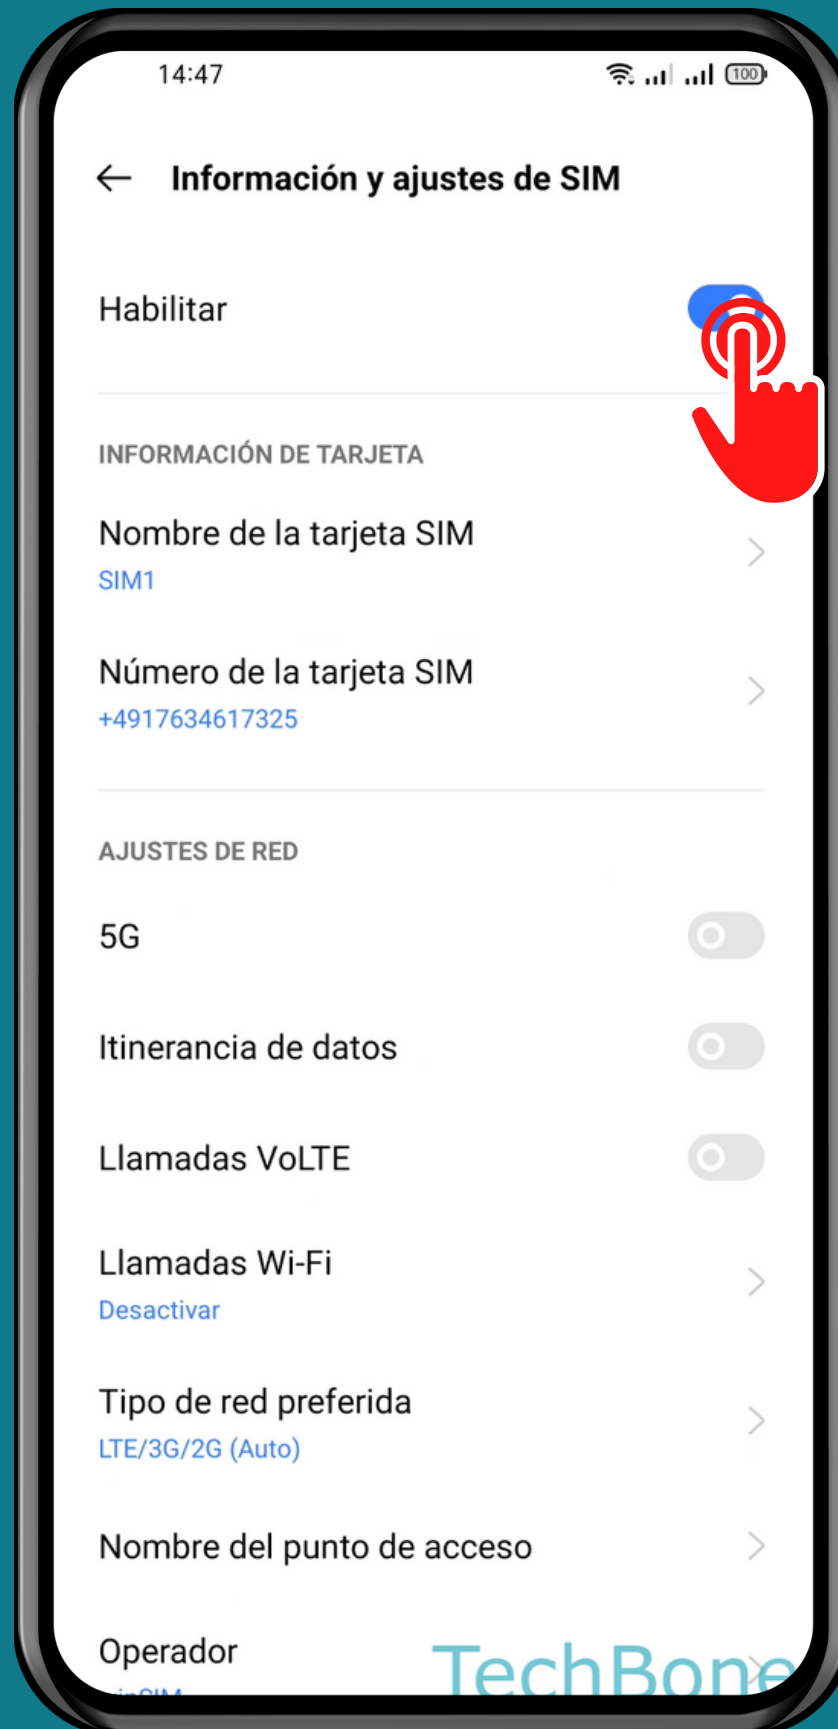 14:47
100
Información y ajustes de SIM
Habilitar
INFORMACIÓN DE TARJETA
Nombre de la tarjeta SIM
SIM1
Número de la tarjeta SIM
+4917634617325
AJUSTES DE RED
5G
Itinerancia de datos
Llamadas VoLTE
Llamadas Wi-Fi
Desactivar
Tipo de red preferida
LTE/3G/2G (Auto)
Nombre del punto de acceso
Operador
TechBone